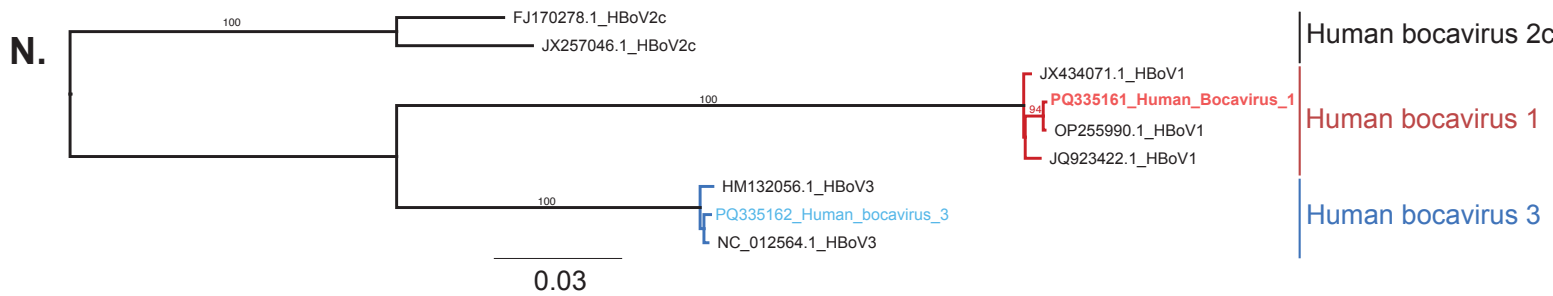 N.
100
FJ170278.1_HBoV2c
JX257046.1_HBoV2c
Human bocavirus 2c
100
JX434071.1_HBoV1
94
PQ335161_Human_Bocavirus_1
OP255990.1_HBoV1
JQ923422.1_HBoV1
Human bocavirus 1
100
HM132056.1_HBoV3
PQ335162_Human_bocavirus_3
NC_012564.1_HBoV3
Human bocavirus 3
0.03